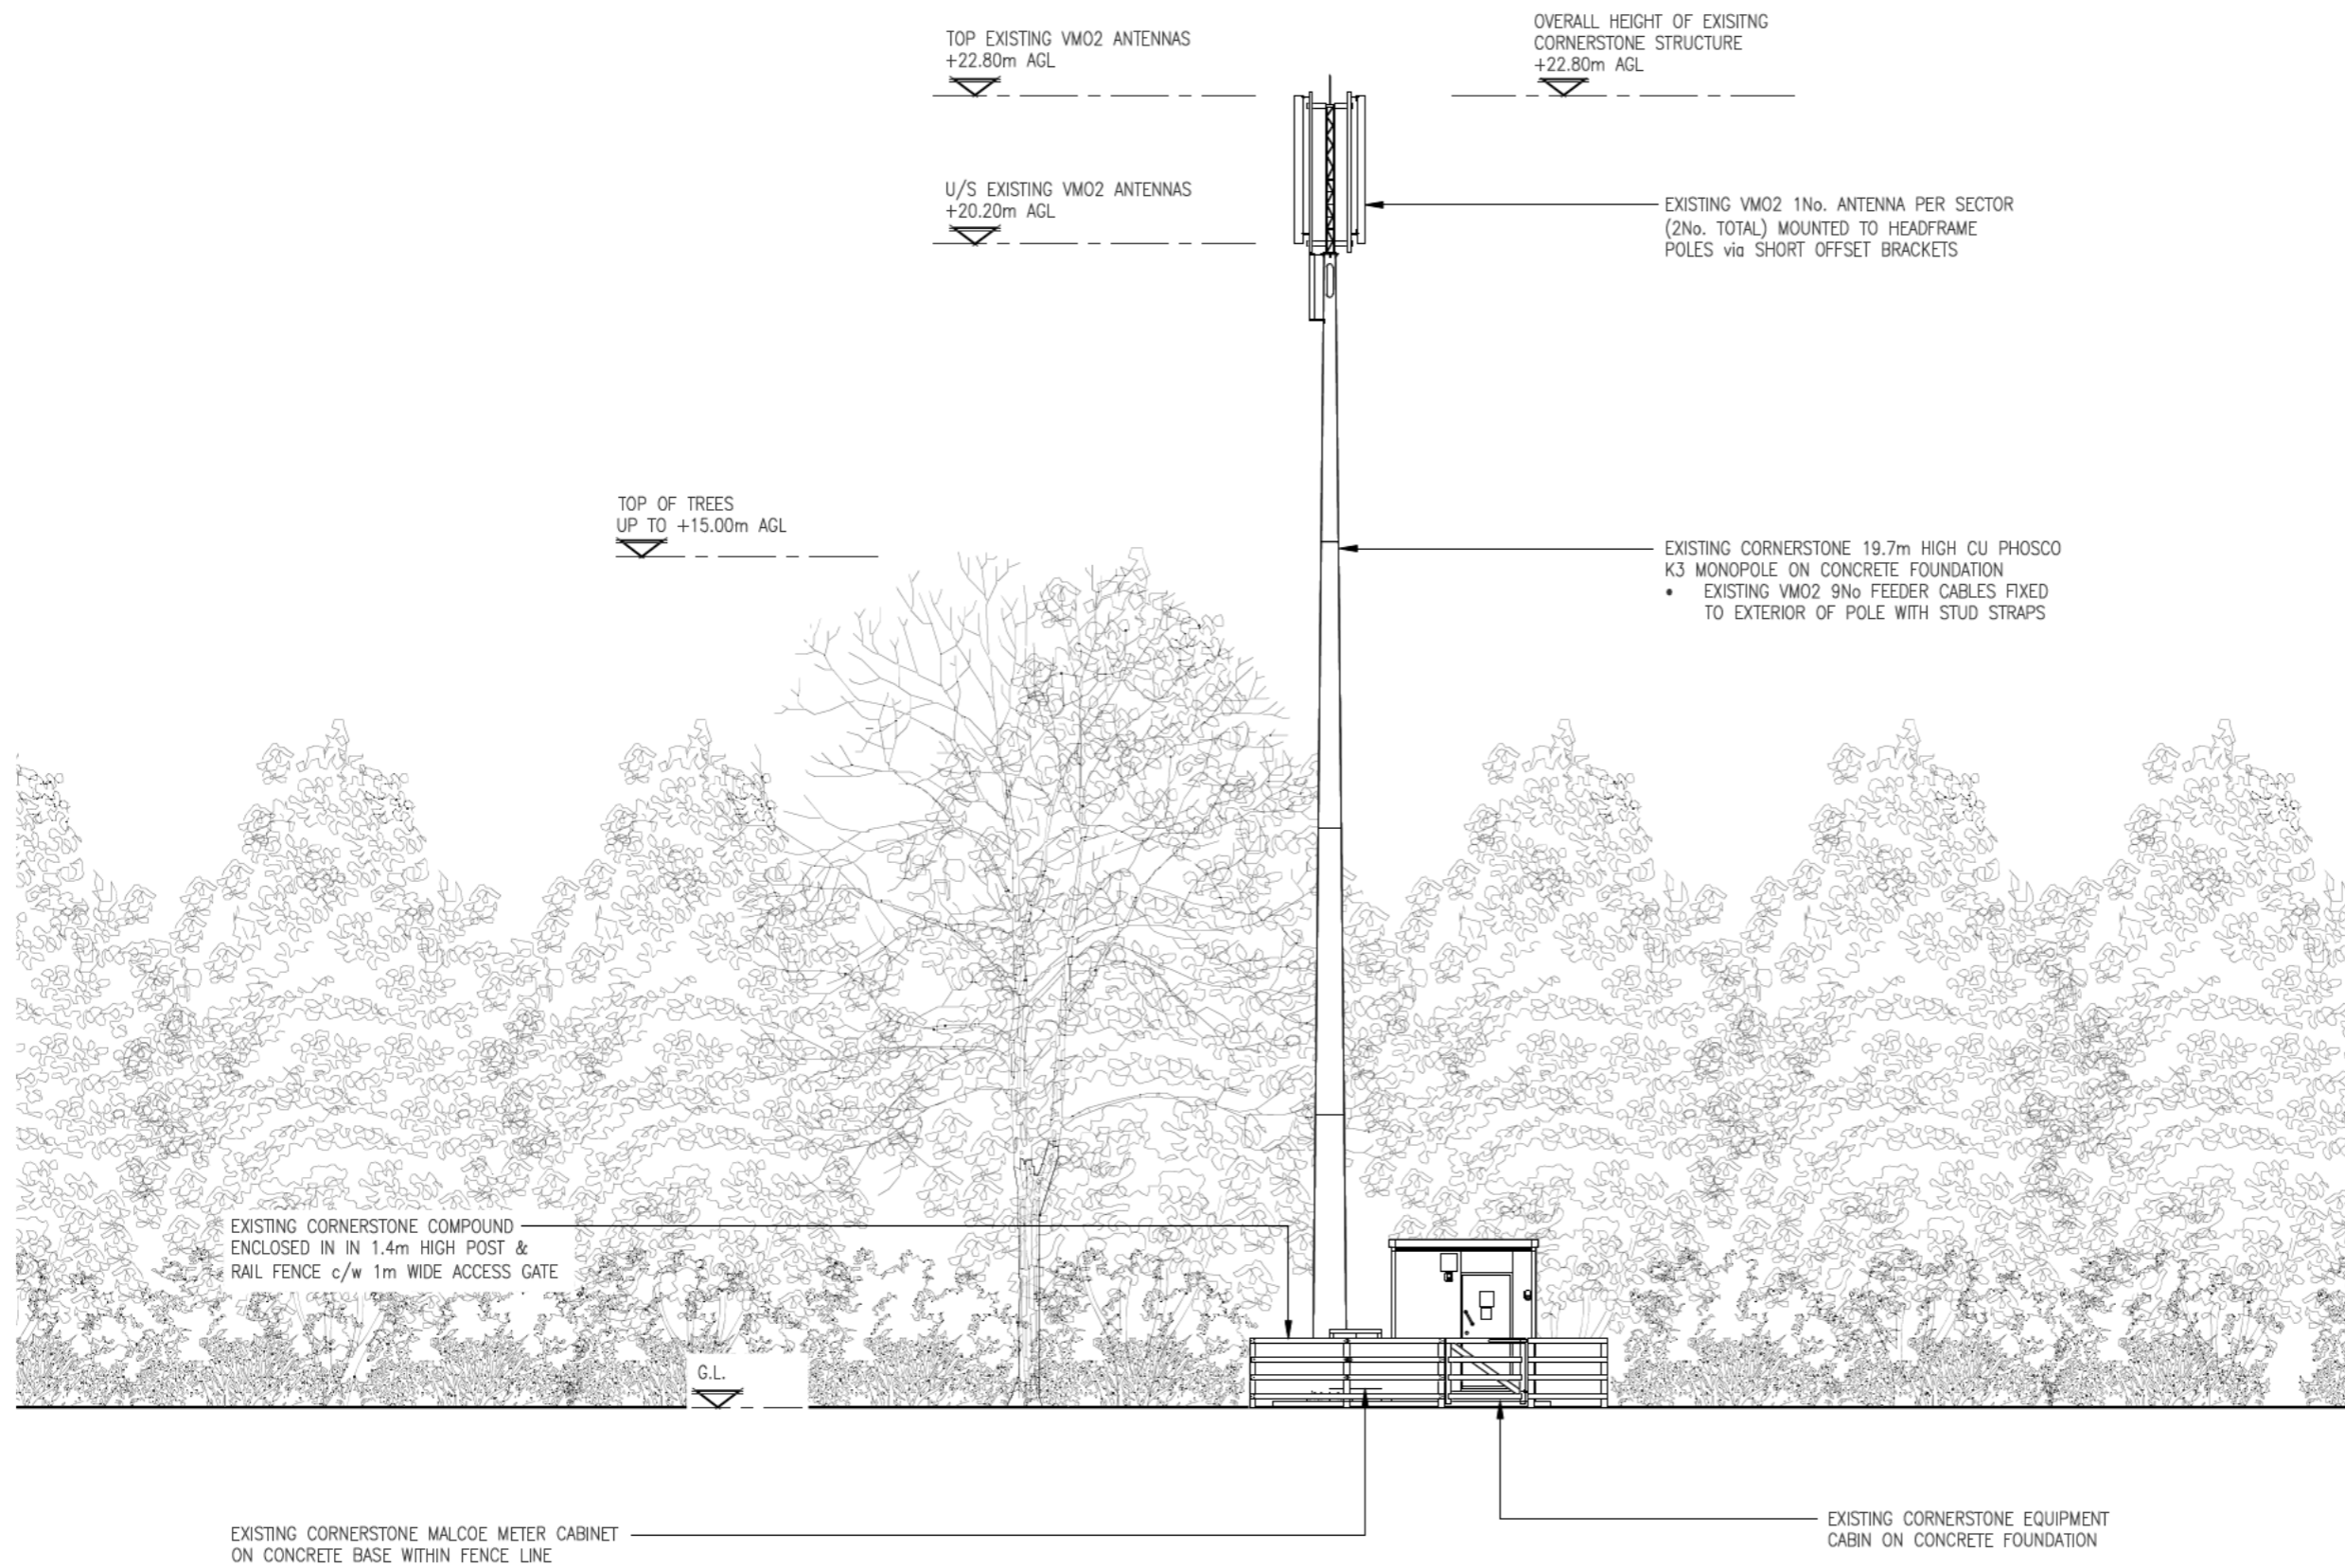 TOP EXISTING VMO2 ANTENNAS
+22.80m AGL
OVERALL HEIGHT OF EXISITNG
CORNERSTONE STRUCTURE
+22.80m AGL
U/S EXISTING VMO2 ANTENNAS
+20.20m AGL
EXISTING VMO2 1No. ANTENNA PER SECTOR
(2No. TOTAL) MOUNTED TO HEADFRAME
POLES via SHORT OFFSET BRACKETS
TOP OF TREES
UP TO +15.00m AGL
EXISTING CORNERSTONE 19.7m HIGH CU PHOSCO
K3 MONOPOLE ON CONCRETE FOUNDATION
• EXISTING VMO2 9No FEEDER CABLES FIXED
TO EXTERIOR OF POLE WITH STUD STRAPS
EXISTING CORNERSTONE COMPOUND
ENCLOSED IN IN 1.4m HIGH POST &
RAIL FENCE c/w 1m WIDE ACCESS GATE
G.L.
EXISTING CORNERSTONE MALCOE METER CABINET
ON CONCRETE BASE WITHIN FENCE LINE
EXISTING CORNERSTONE EQUIPMENT
CABIN ON CONCRETE FOUNDATION